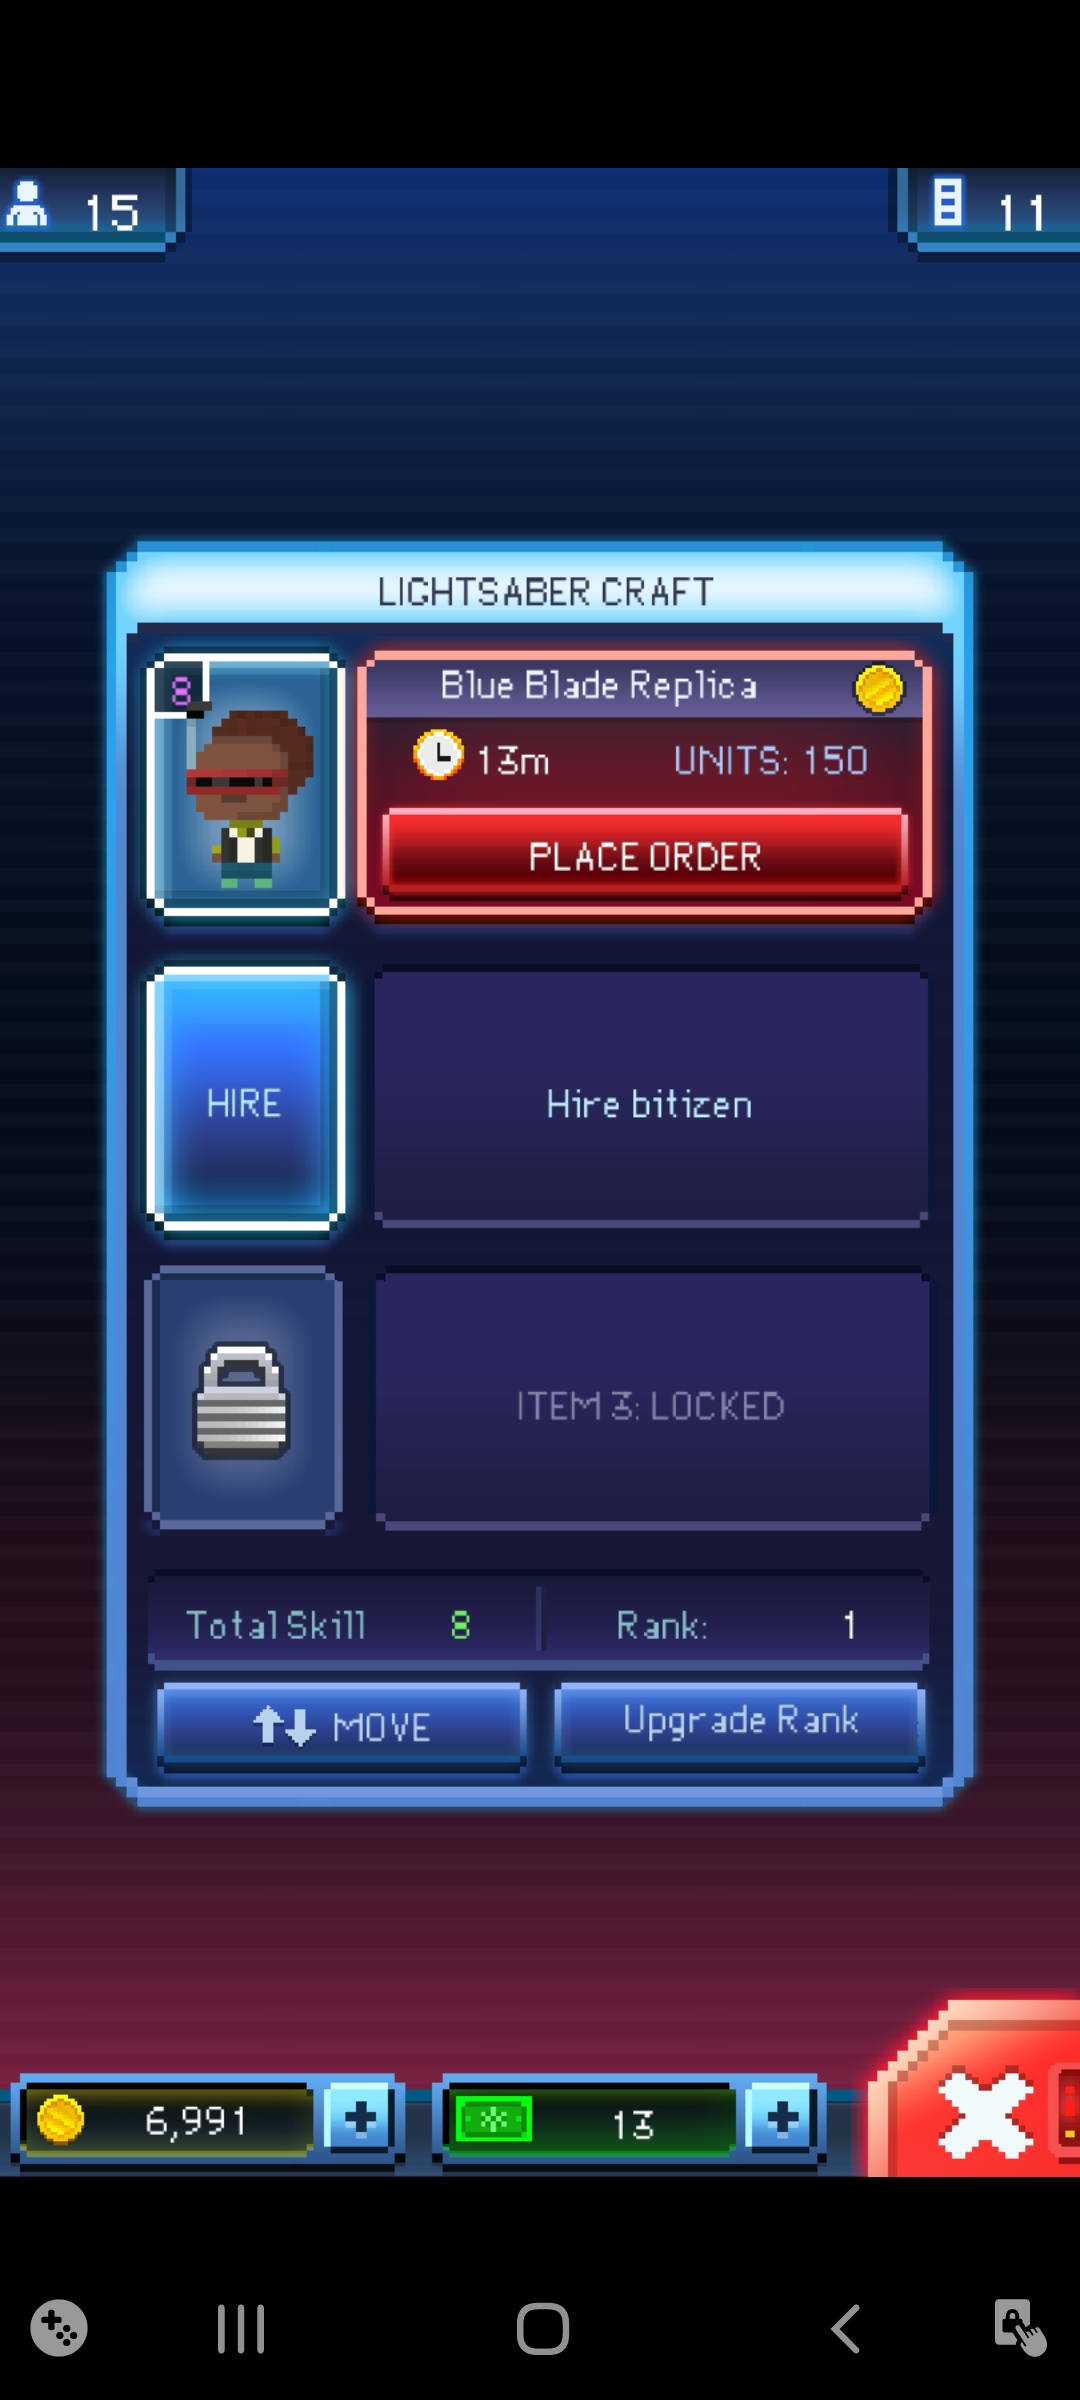 15
11
LIGHTSABER CRAFT
8
Blue Blade Replica
13m UNITS: 150
PLACE ORDER
HIRE
Hire bitizen
ITEM 3: LOCKED
Total Skill 8 Rank: 1
MOVE
Upgrade Rank
6,991
13